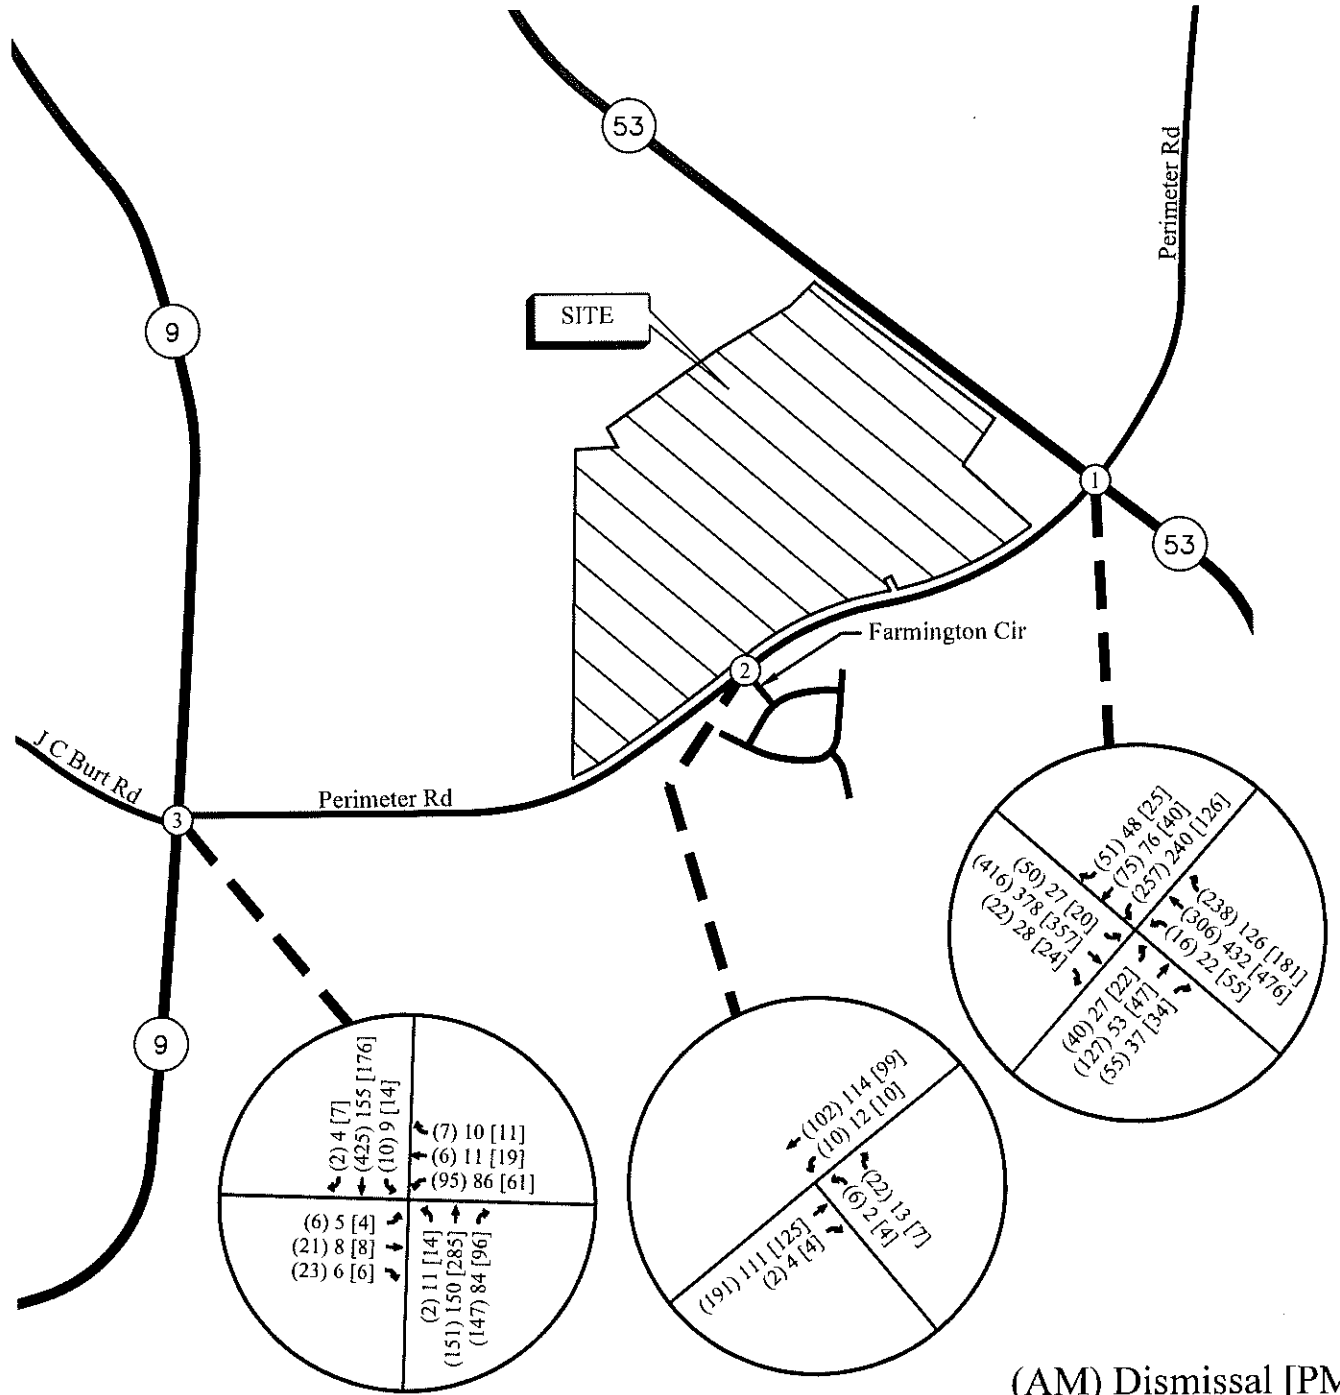 53
Perimeter Rd
9
SITE
1
53
Farmington Cir
2
J C Burt Rd
Perimeter Rd
3
9
(51) 48 [25]
(75) 76 [40]
(257) 240 [126]
(50) 27 [20]
(416) 378 [357]
(22) 28 [24]
(238) 126 [181]
(306) 432 [476]
(16) 22 [55]
(40) 27 [22]
(127) 53 [47]
(55) 37 [34]
(102) 114 [99]
(10) 12 [10]
(22) 13 [7]
(6) 2 [4]
(191) 111 [125]
(2) 4 [4]
(2) 4 [7]
(425) 155 [176]
(10) 9 [14]
(7) 10 [11]
(6) 11 [19]
(95) 86 [61]
(6) 5 [4]
(21) 8 [8]
(23) 6 [6]
(2) 11 [14]
(151) 150 [285]
(147) 84 [96]
(AM) Dismissal [PM